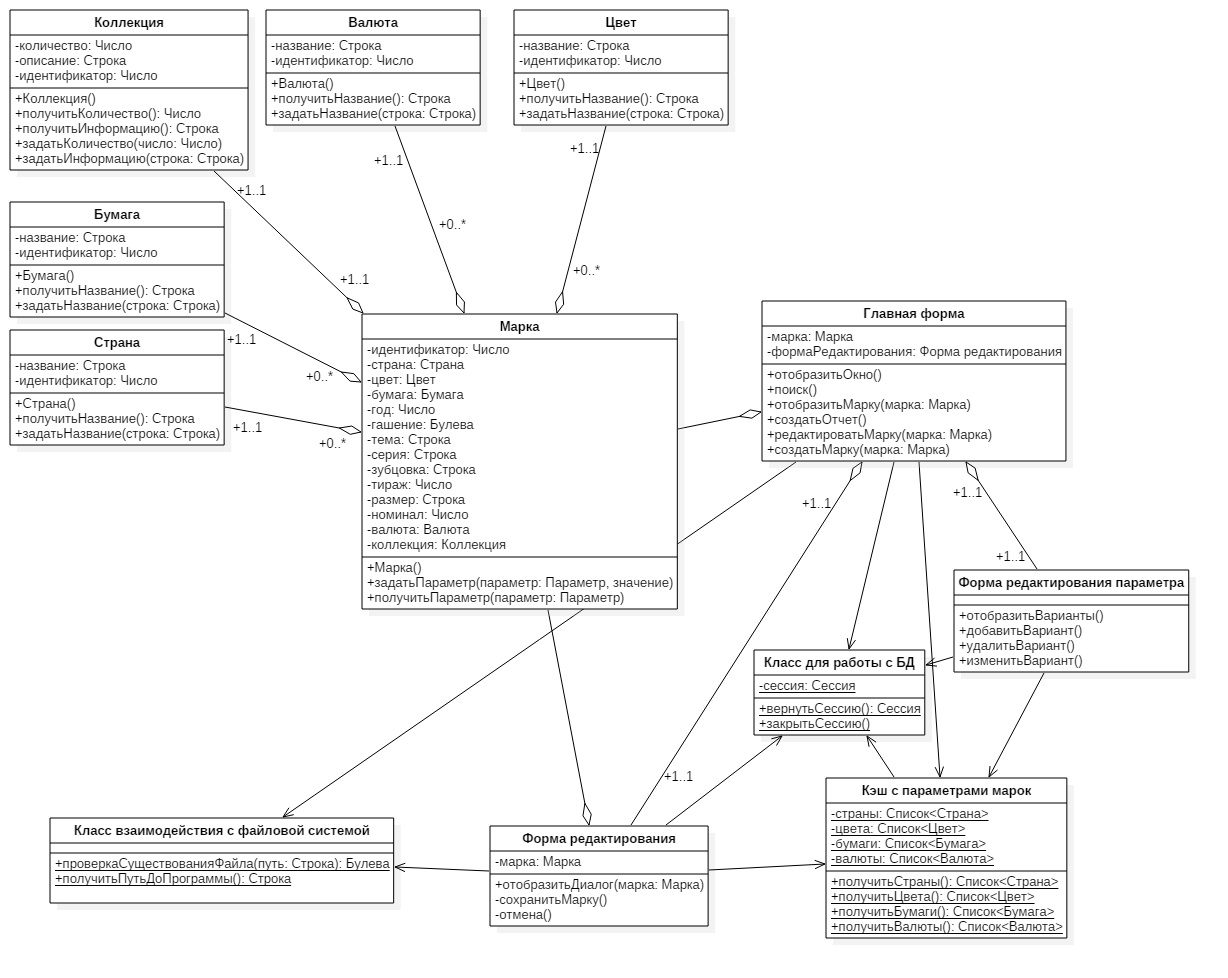 Коллекция
-количество: Число
-описание: Строка
-идентификатор: Число
+Коллекция()
+получитьКоличество(): Число
+получитьИнформацию(): Строка
+задатьКоличество(число: Число)
+задатьИнформацию(строка: Строка)
Валюта
-название: Строка
-идентификатор: Число
+Валюта()
+получитьНазвание(): Строка
+задатьНазвание(строка: Строка)
Цвет
-название: Строка
-идентификатор: Число
+Цвет()
+получитьНазвание(): Строка
+задатьНазвание(строка: Строка)
+1..1
+1..1
+1..1
+0..*
+0..*
+1..1
Бумага
-название: Строка
-идентификатор: Число
+Бумага()
+получитьНазвание(): Строка
+задатьНазвание(строка: Строка)
+1..1
+0..*
Страна
-название: Строка
-идентификатор: Число
+Страна()
+получитьНазвание(): Строка
+задатьНазвание(строка: Строка)
+1..1
+0..*
Марка
-идентификатор: Число
-страна: Страна
-цвет: Цвет
-бумага: Бумага
-год: Число
-гашение: Булева
-тема: Строка
-серия: Строка
-зубцовка: Строка
-тираж: Число
-размер: Строка
-номинал: Число
-валюта: Валюта
-коллекция: Коллекция
+Марка()
+задатьПараметр(параметр: Параметр, значение)
+получитьПараметр(параметр: Параметр)
Главная форма
-марка: Марка
-формаРедактирования: Форма редактирования
+отобразитьОкно()
+поиск()
+отобразитьМарку(марка: Марка)
+создатьОтчет()
+редактироватьМарку(марка: Марка)
+создатьМарку(марка: Марка)
+1..1
+1..1
+1..1
Форма редактирования параметра
+отобразитьВарианты()
+добавитьВариант()
+удалитьВариант()
+изменитьВариант()
Класс для работы с БД
-сессия: Сессия
+вернутьСессию(): Сессия
+закрытьСессию()
+1..1
Кэш с параметрами марок
-страны: Список<Страна>
-цвета: Список<Цвет>
-бумаги: Список<Бумага>
-валюты: Список<Валюта>
+получитьСтраны(): Список<Страна>
+получитьЦвета(): Список<Цвет>
+получитьБумаги(): Список<Бумага>
+получитьВалюты(): Список<Валюта>
Класс взаимодействия с файловой системой
+проверкаСуществованияФайла(путь: Строка): Булева
+получитьПутьДоПрограммы(): Строка
Форма редактирования
-марка: Марка
+отобразитьДиалог(марка: Марка)
-сохранитьМарку()
-отмена()